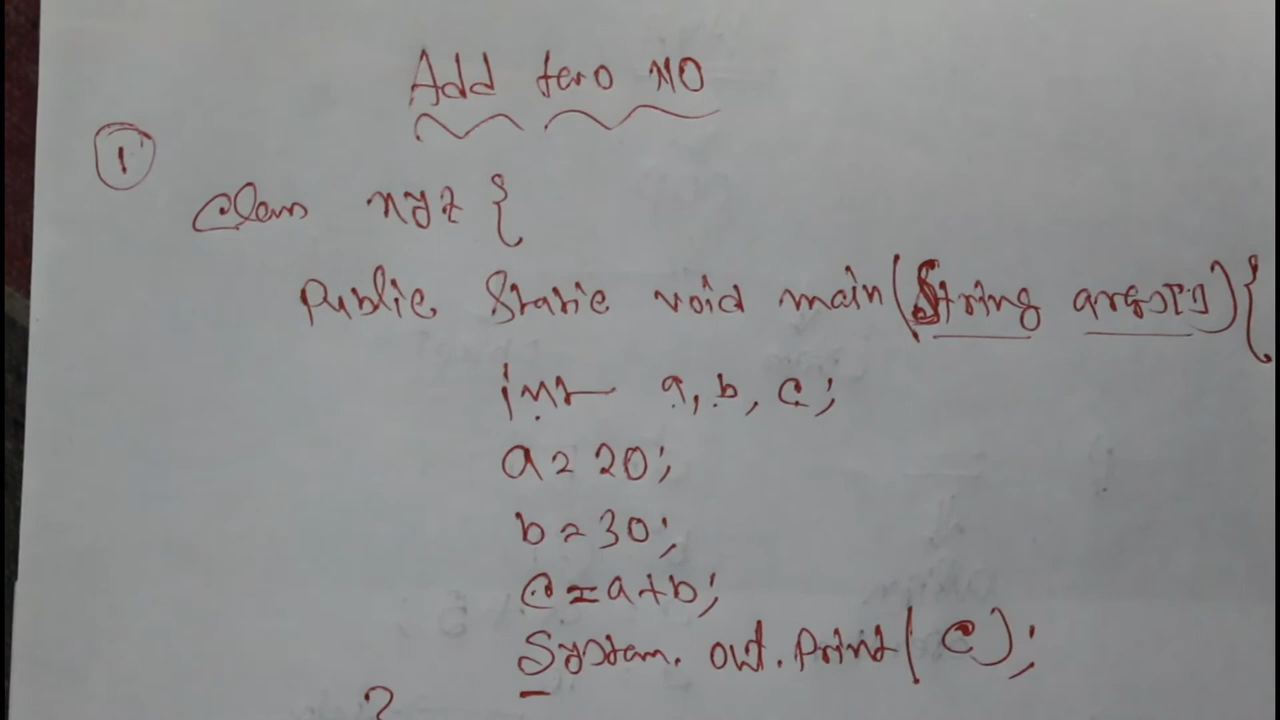 Add two NO
①
class xyz {
public static void main(String args[]){
int a, b, c;
a = 20;
b = 30;
c = a + b;
System.out.print(c);
}